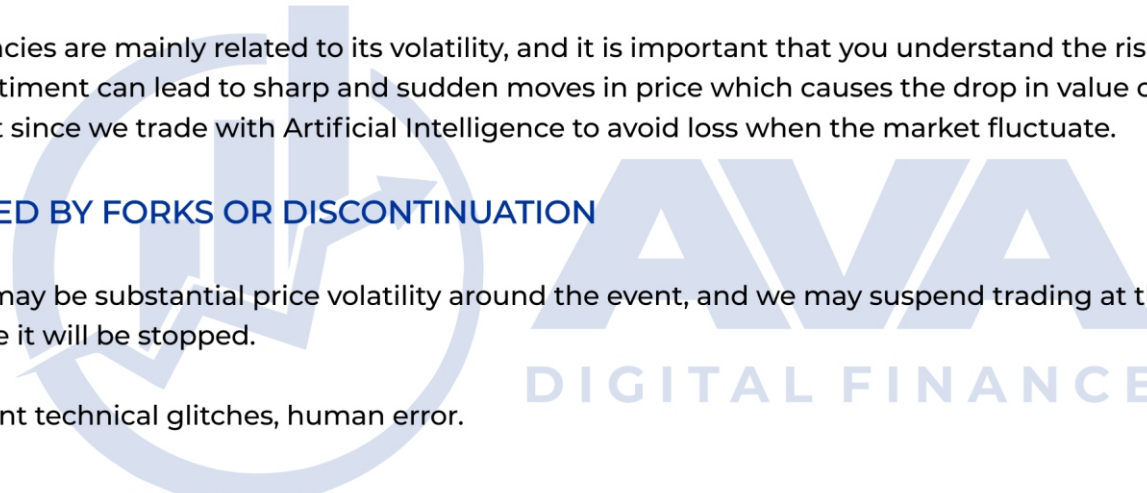 cies are mainly related to its volatility, and it is important that you understand the ris
timent can lead to sharp and sudden moves in price which causes the drop in value
since we trade with Artificial Intelligence to avoid loss when the market fluctuate.
ED BY FORKS OR DISCONTINUATION
may be substantial price volatility around the event, and we may suspend trading at t
it will be stopped.
nt technical glitches, human error.
AVA
DIGITAL FINANCE